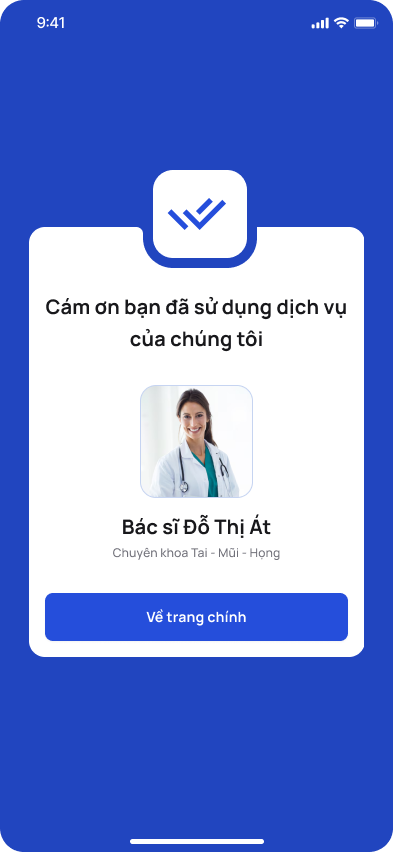 9:41
Cám ơn bạn đã sử dụng dịch vụ
của chúng tôi
Bác sĩ Đỗ Thị Át
Chuyên khoa Tai - Mũi - Họng
Về trang chính